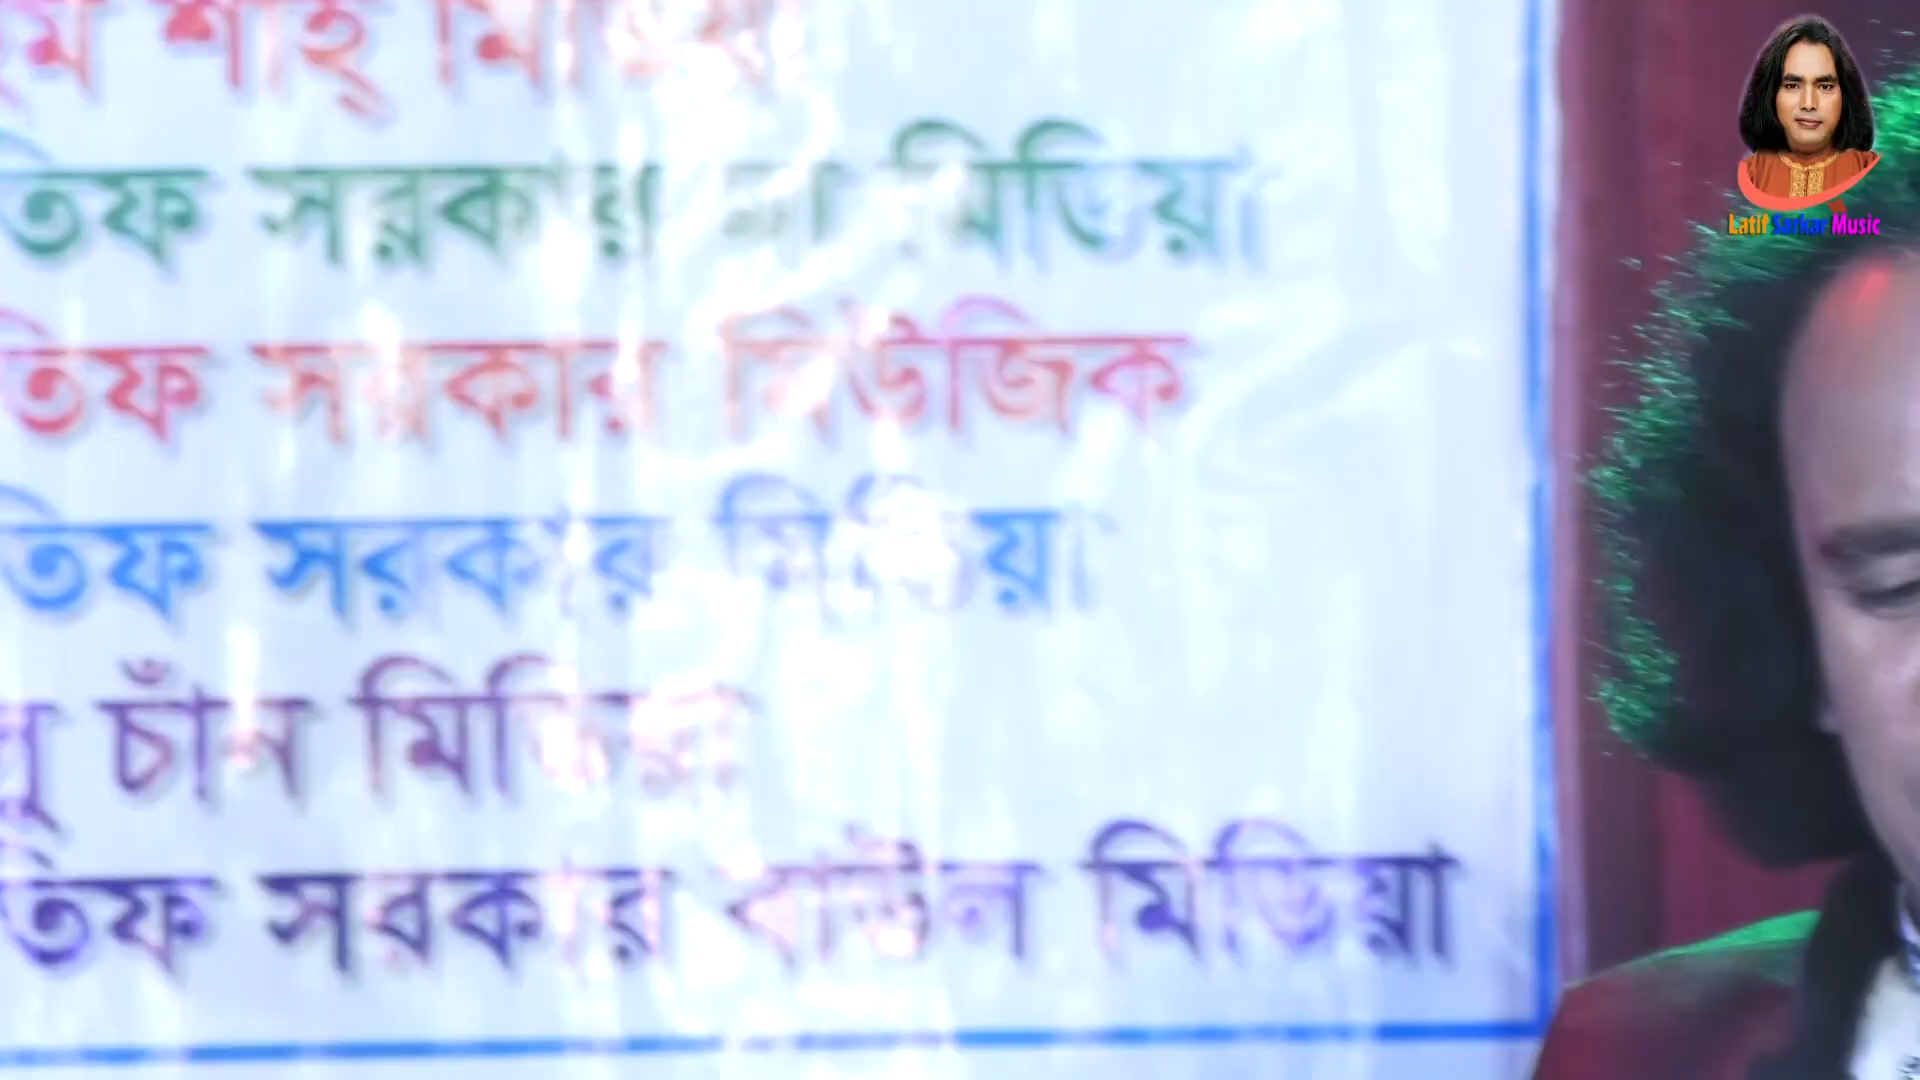 শাহ্ মিডিয়া
তিফ সরকার মিডিয়া
তিফ সরকার মিউজিক
তিফ সরকার মিডিয়া
চাঁন মিডিয়া
তিফ সরকার বাউল মিডিয়া
Latif Sarkar Music